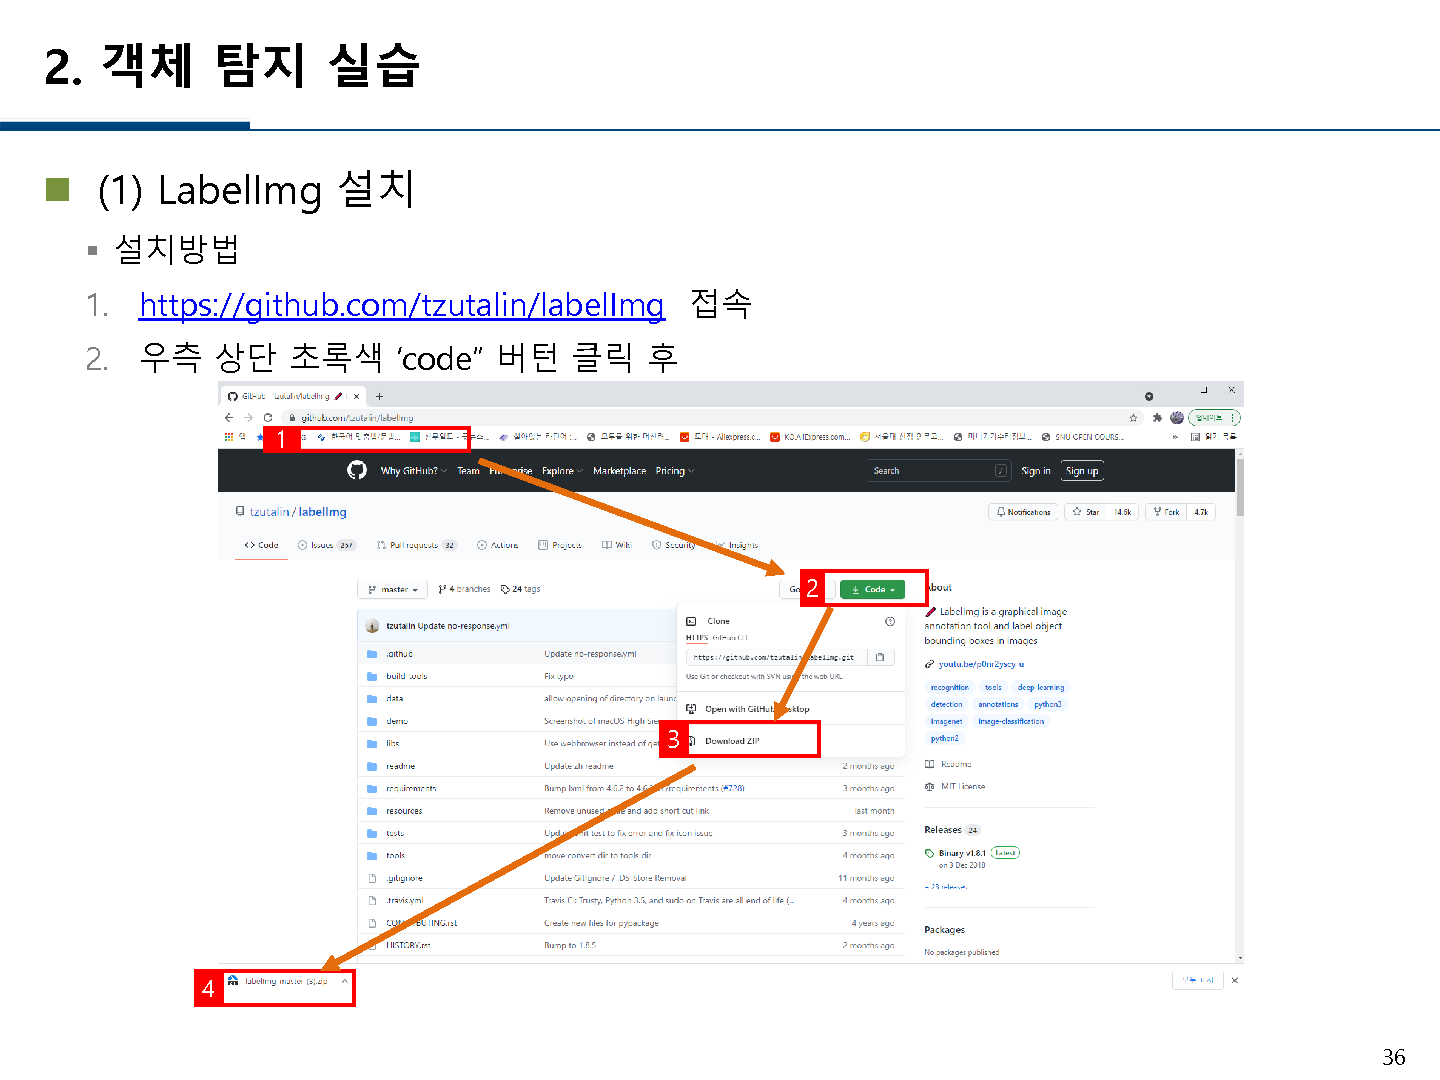 2. 객체 탐지 실습
(1) LabelImg 설치
설치방법
1. https://github.com/tzutalin/labelImg 접속
2. 우측 상단 초록색 ‘code” 버턴 클릭 후
tzutalin/labelImg
github.com/tzutalin/labelImg
1
Why GitHub? Team Enterprise Explore Marketplace Pricing
Search / Sign in Sign up
tzutalin / labelImg
Notifications Star 14.6k Fork 4.7k
Code Issues 257 Pull requests 32 Actions Projects Wiki Security Insights
master 4 branches 24 tags
2 Code
tzutalin Update no-response.yml
.github Update no-response.yml
build-tools Fix typo
data allow opening of directory on
demo Screenshot of macOS High
libs Use webbrowser instead of
readme Update zh readme 2 months ago
requirements Bump lxml from 4.6.2 to /requirements (#728) 3 months ago
resources Remove unused and add short cut link last month
tests test to fix error and fix icon issue 3 months ago
tools move convert dir to tools dir 4 months ago
.gitignore Update Gitignore / .DS_Store Removal 11 months ago
.travis.yml Travis CI: Trusty, Python 3.5, and sudo on Travis are all end of life (... 4 months ago
CONTRIBUTING.rst Create new files for pypackage 4 years ago
HISTORY.rst Bump to 1.8.5 2 months ago
Clone
HTTPS GitHub CLI
https://github.com/tzutalin/labelImg.git
Use Git or checkout with SVN using the web URL.
Open with GitHub Desktop
3 Download ZIP
About
LabelImg is a graphical image
annotation tool and label object
bounding boxes in images
youtu.be/p0nr2yscy_u
recognition tools deep-learning
detection annotations python3
imagenet image-classification
python2
Readme
MIT License
Releases 24
Binary v1.8.1 Latest
on 3 Dec 2018
+ 23 releases
Packages
No packages published
4 labelImg-master (3).zip
36